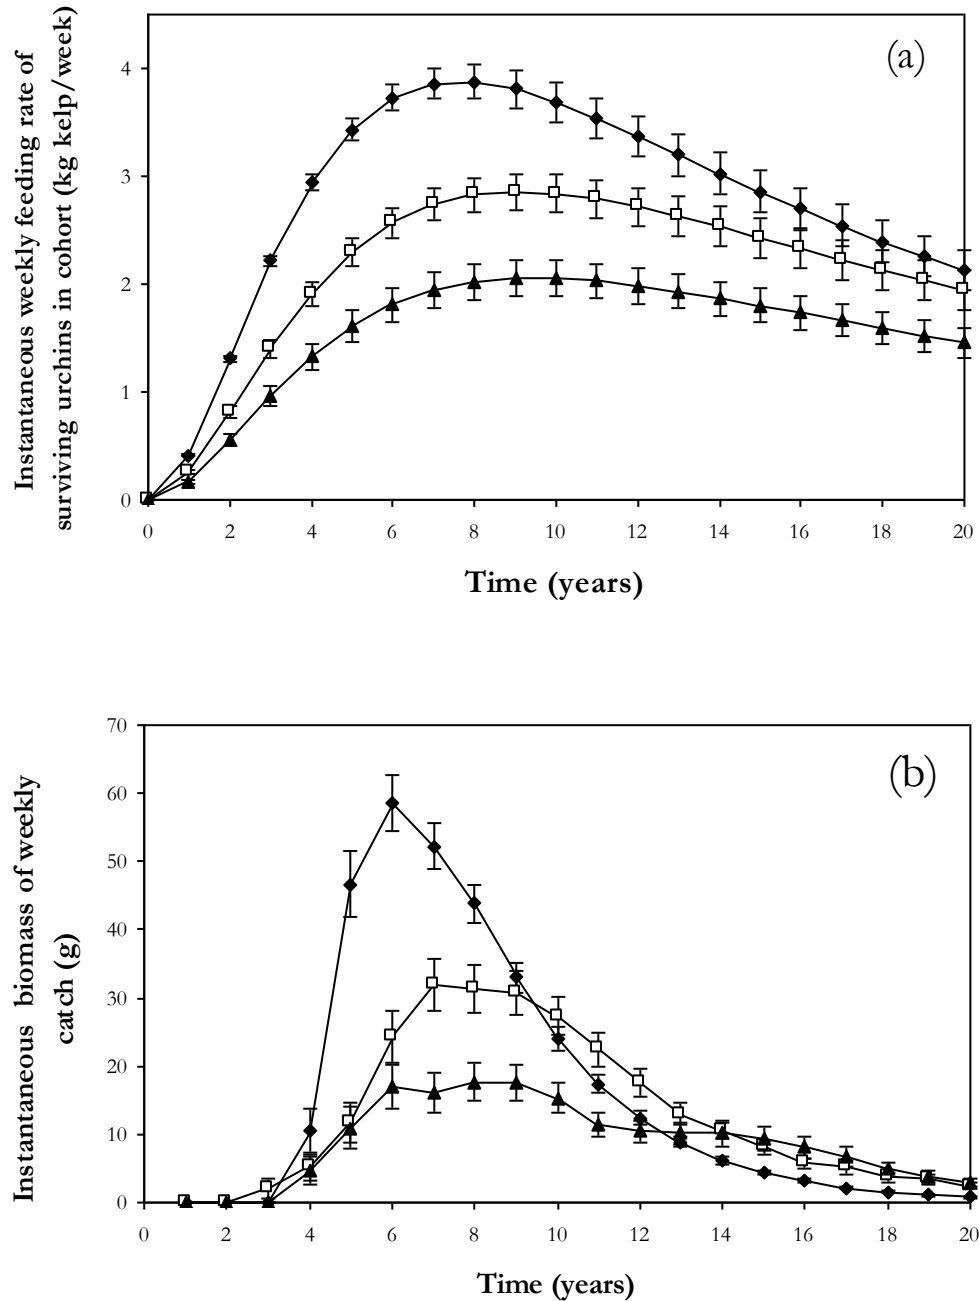 (a)
Instantaneous weekly feeding rate of
surviving urchins in cohort (kg kelp/week)
4
3
2
1
0
0 2 4 6 8 10 12 14 16 18 20
Time (years)
(b)
Instantaneous biomass of weekly
catch (g)
70
60
50
40
30
20
10
0
0 2 4 6 8 10 12 14 16 18 20
Time (years)